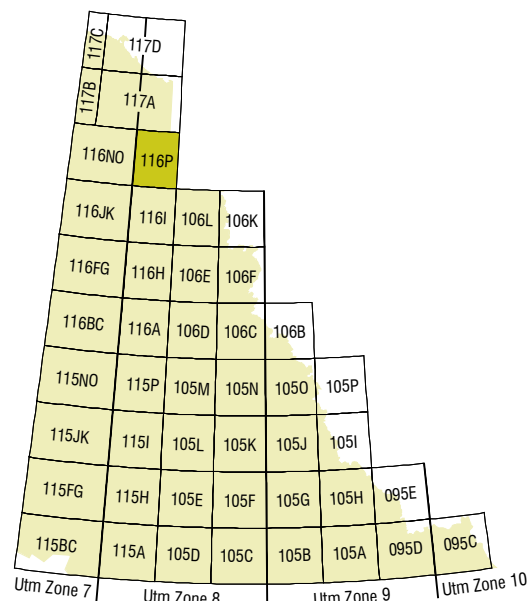 117C 117D
117B 117A
116NO 116P
116JK 116I 106L 106K
116FG 116H 106E 106F
116BC 116A 106D 106C 106B
115NO 115P 105M 105N 105O 105P
115JK 115I 105L 105K 105J 105I
115FG 115H 105E 105F 105G 105H 095E
115BC 115A 105D 105C 105B 105A 095D 095C
Utm Zone 7 Utm Zone 8 Utm Zone 9 Utm Zone 10